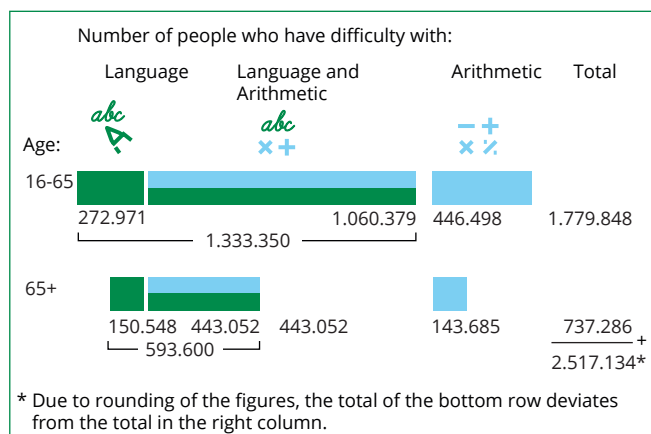 Number of people who have difficulty with:
Language Language and Arithmetic Arithmetic Total
abc A abc
× + − + × ⁒
Age:
16-65
272.971 1.060.379 446.498 1.779.848
1.333.350
65+
150.548 443.052 443.052 143.685 737.286
593.600 +
2.517.134*
* Due to rounding of the figures, the total of the bottom row deviates
from the total in the right column.